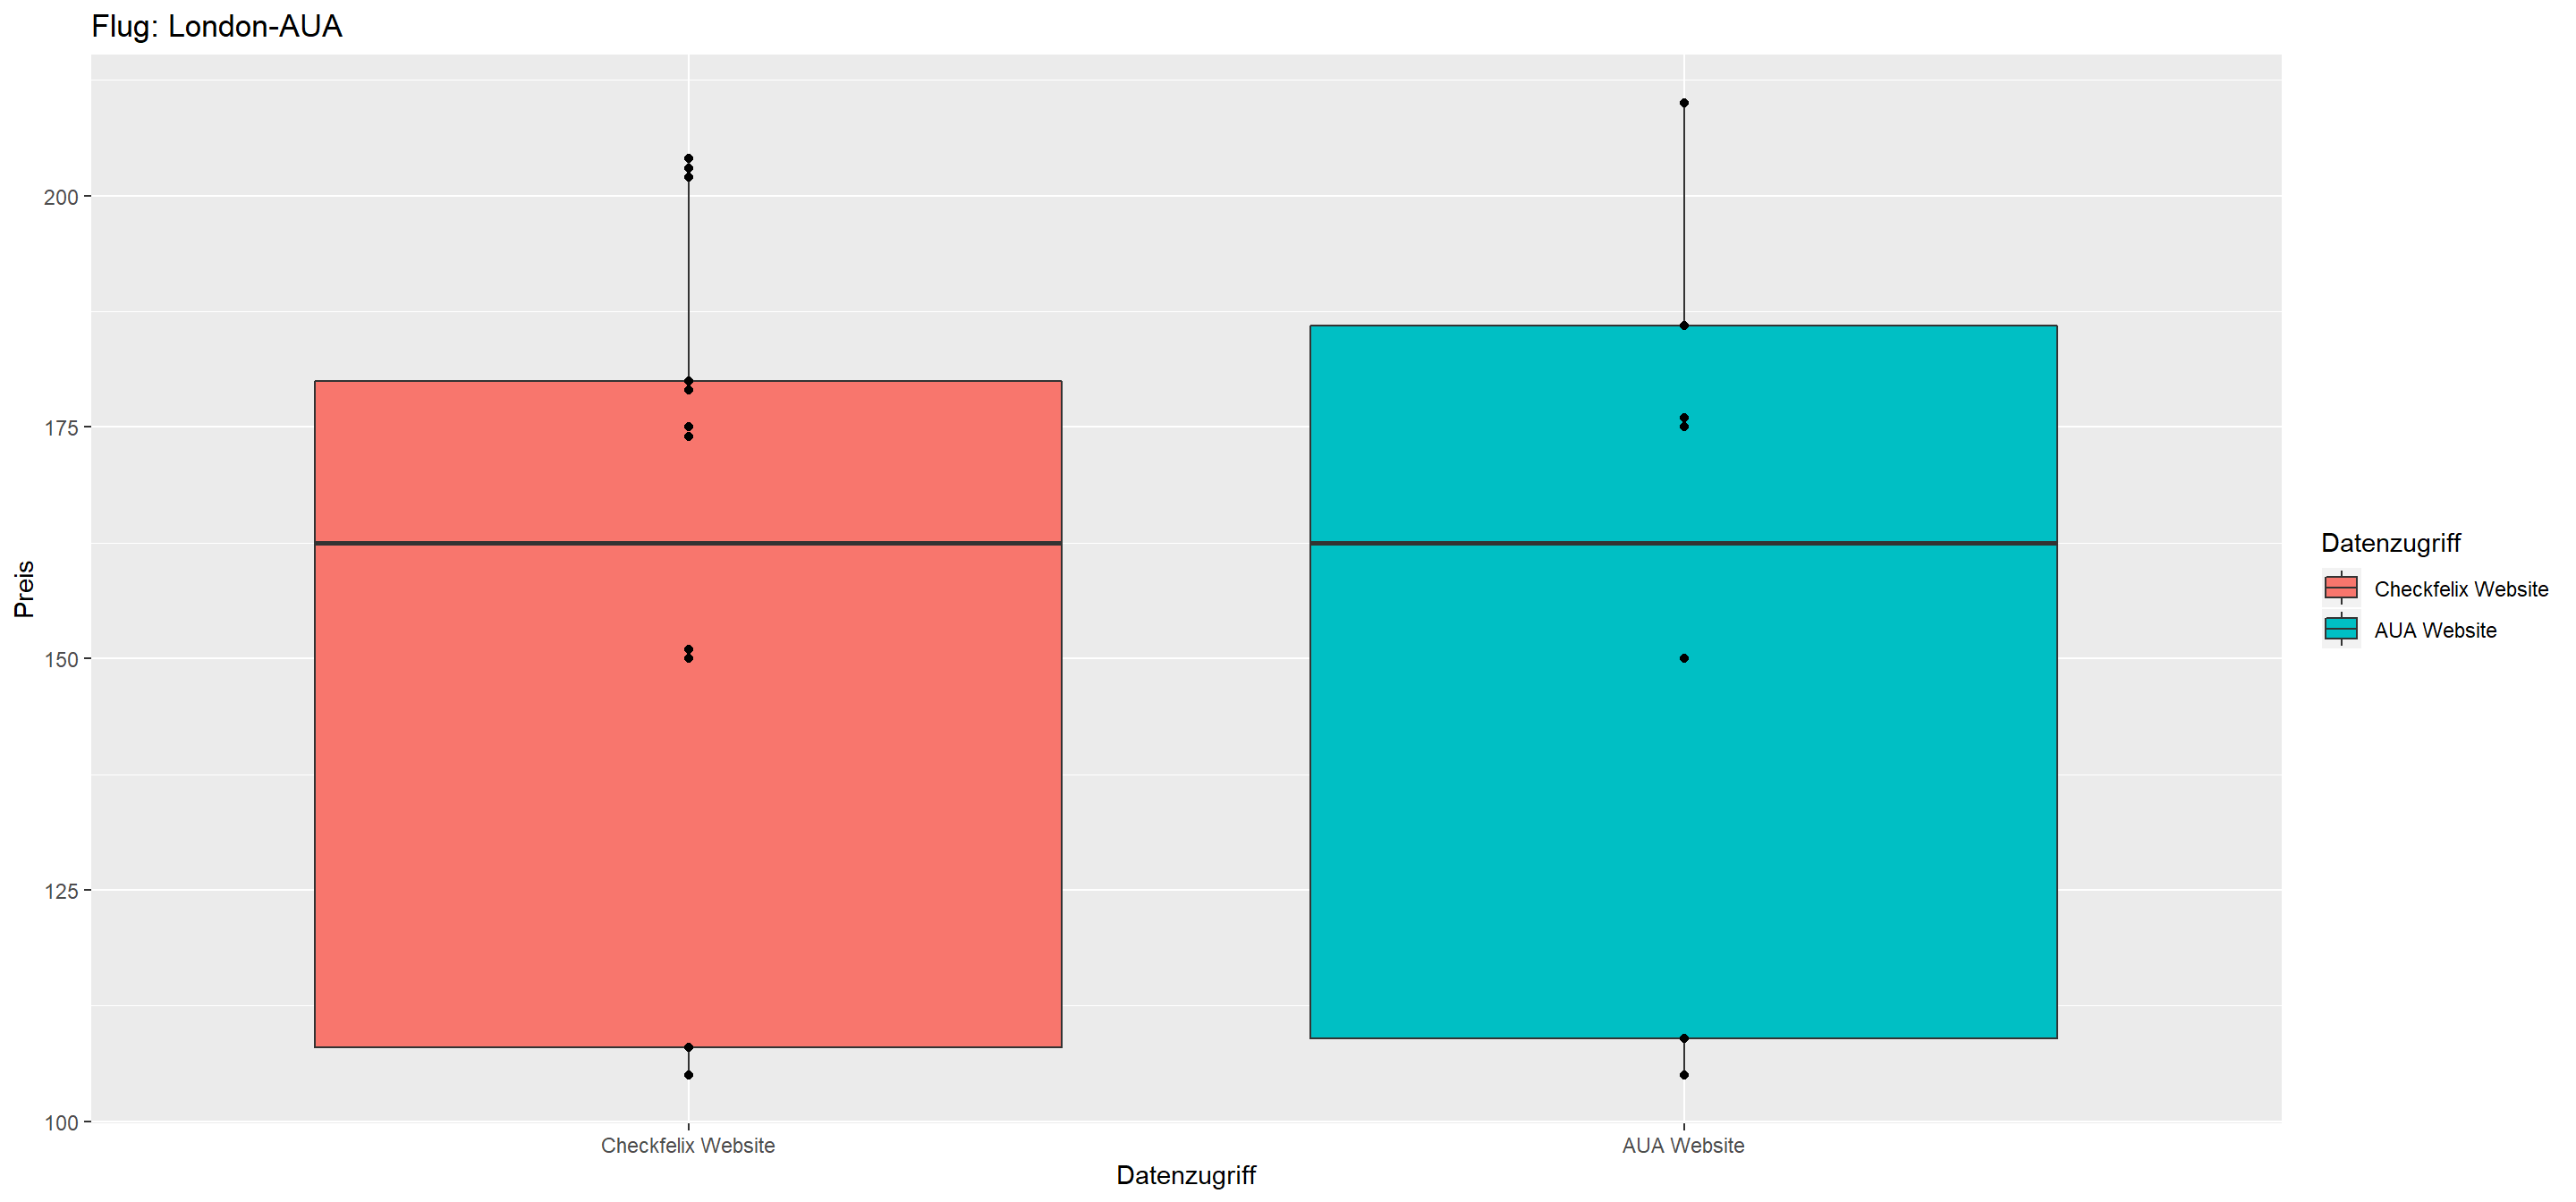 Flug: London-AUA
Preis
200
175
150
125
100
Checkfelix Website
AUA Website
Datenzugriff
Datenzugriff
Checkfelix Website
AUA Website